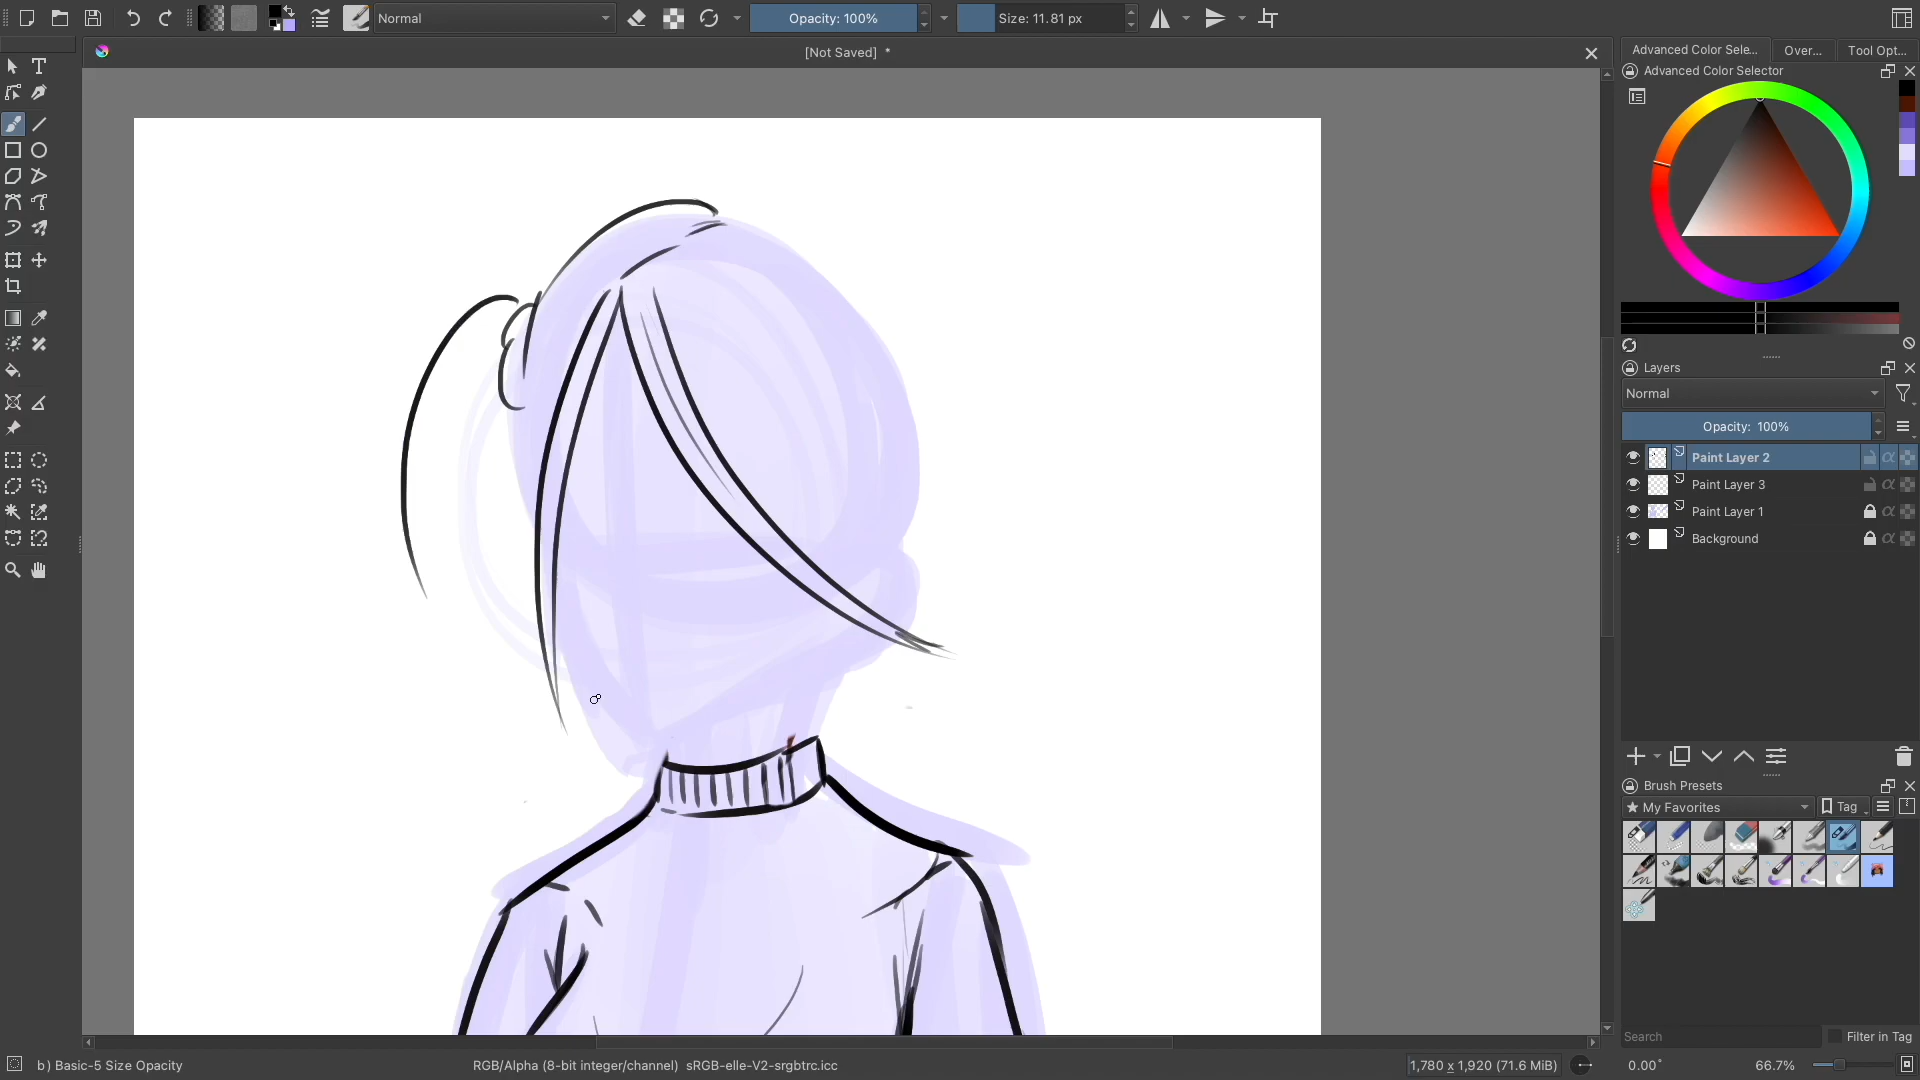 Normal
Opacity: 100%
Size: 11.81 px
[Not Saved] *
Advanced Color Sele...
Over...
Tool Opt...
Advanced Color Selector
Layers
Normal
Opacity: 100%
Paint Layer 2
Paint Layer 3
Paint Layer 1
Background
Brush Presets
★ My Favorites
Tag
Search
Filter in Tag
b) Basic-5 Size Opacity
RGB/Alpha (8-bit integer/channel) sRGB-elle-V2-srgbtrc.icc
1,780 x 1,920 (71.6 MiB)
0.00°
66.7%